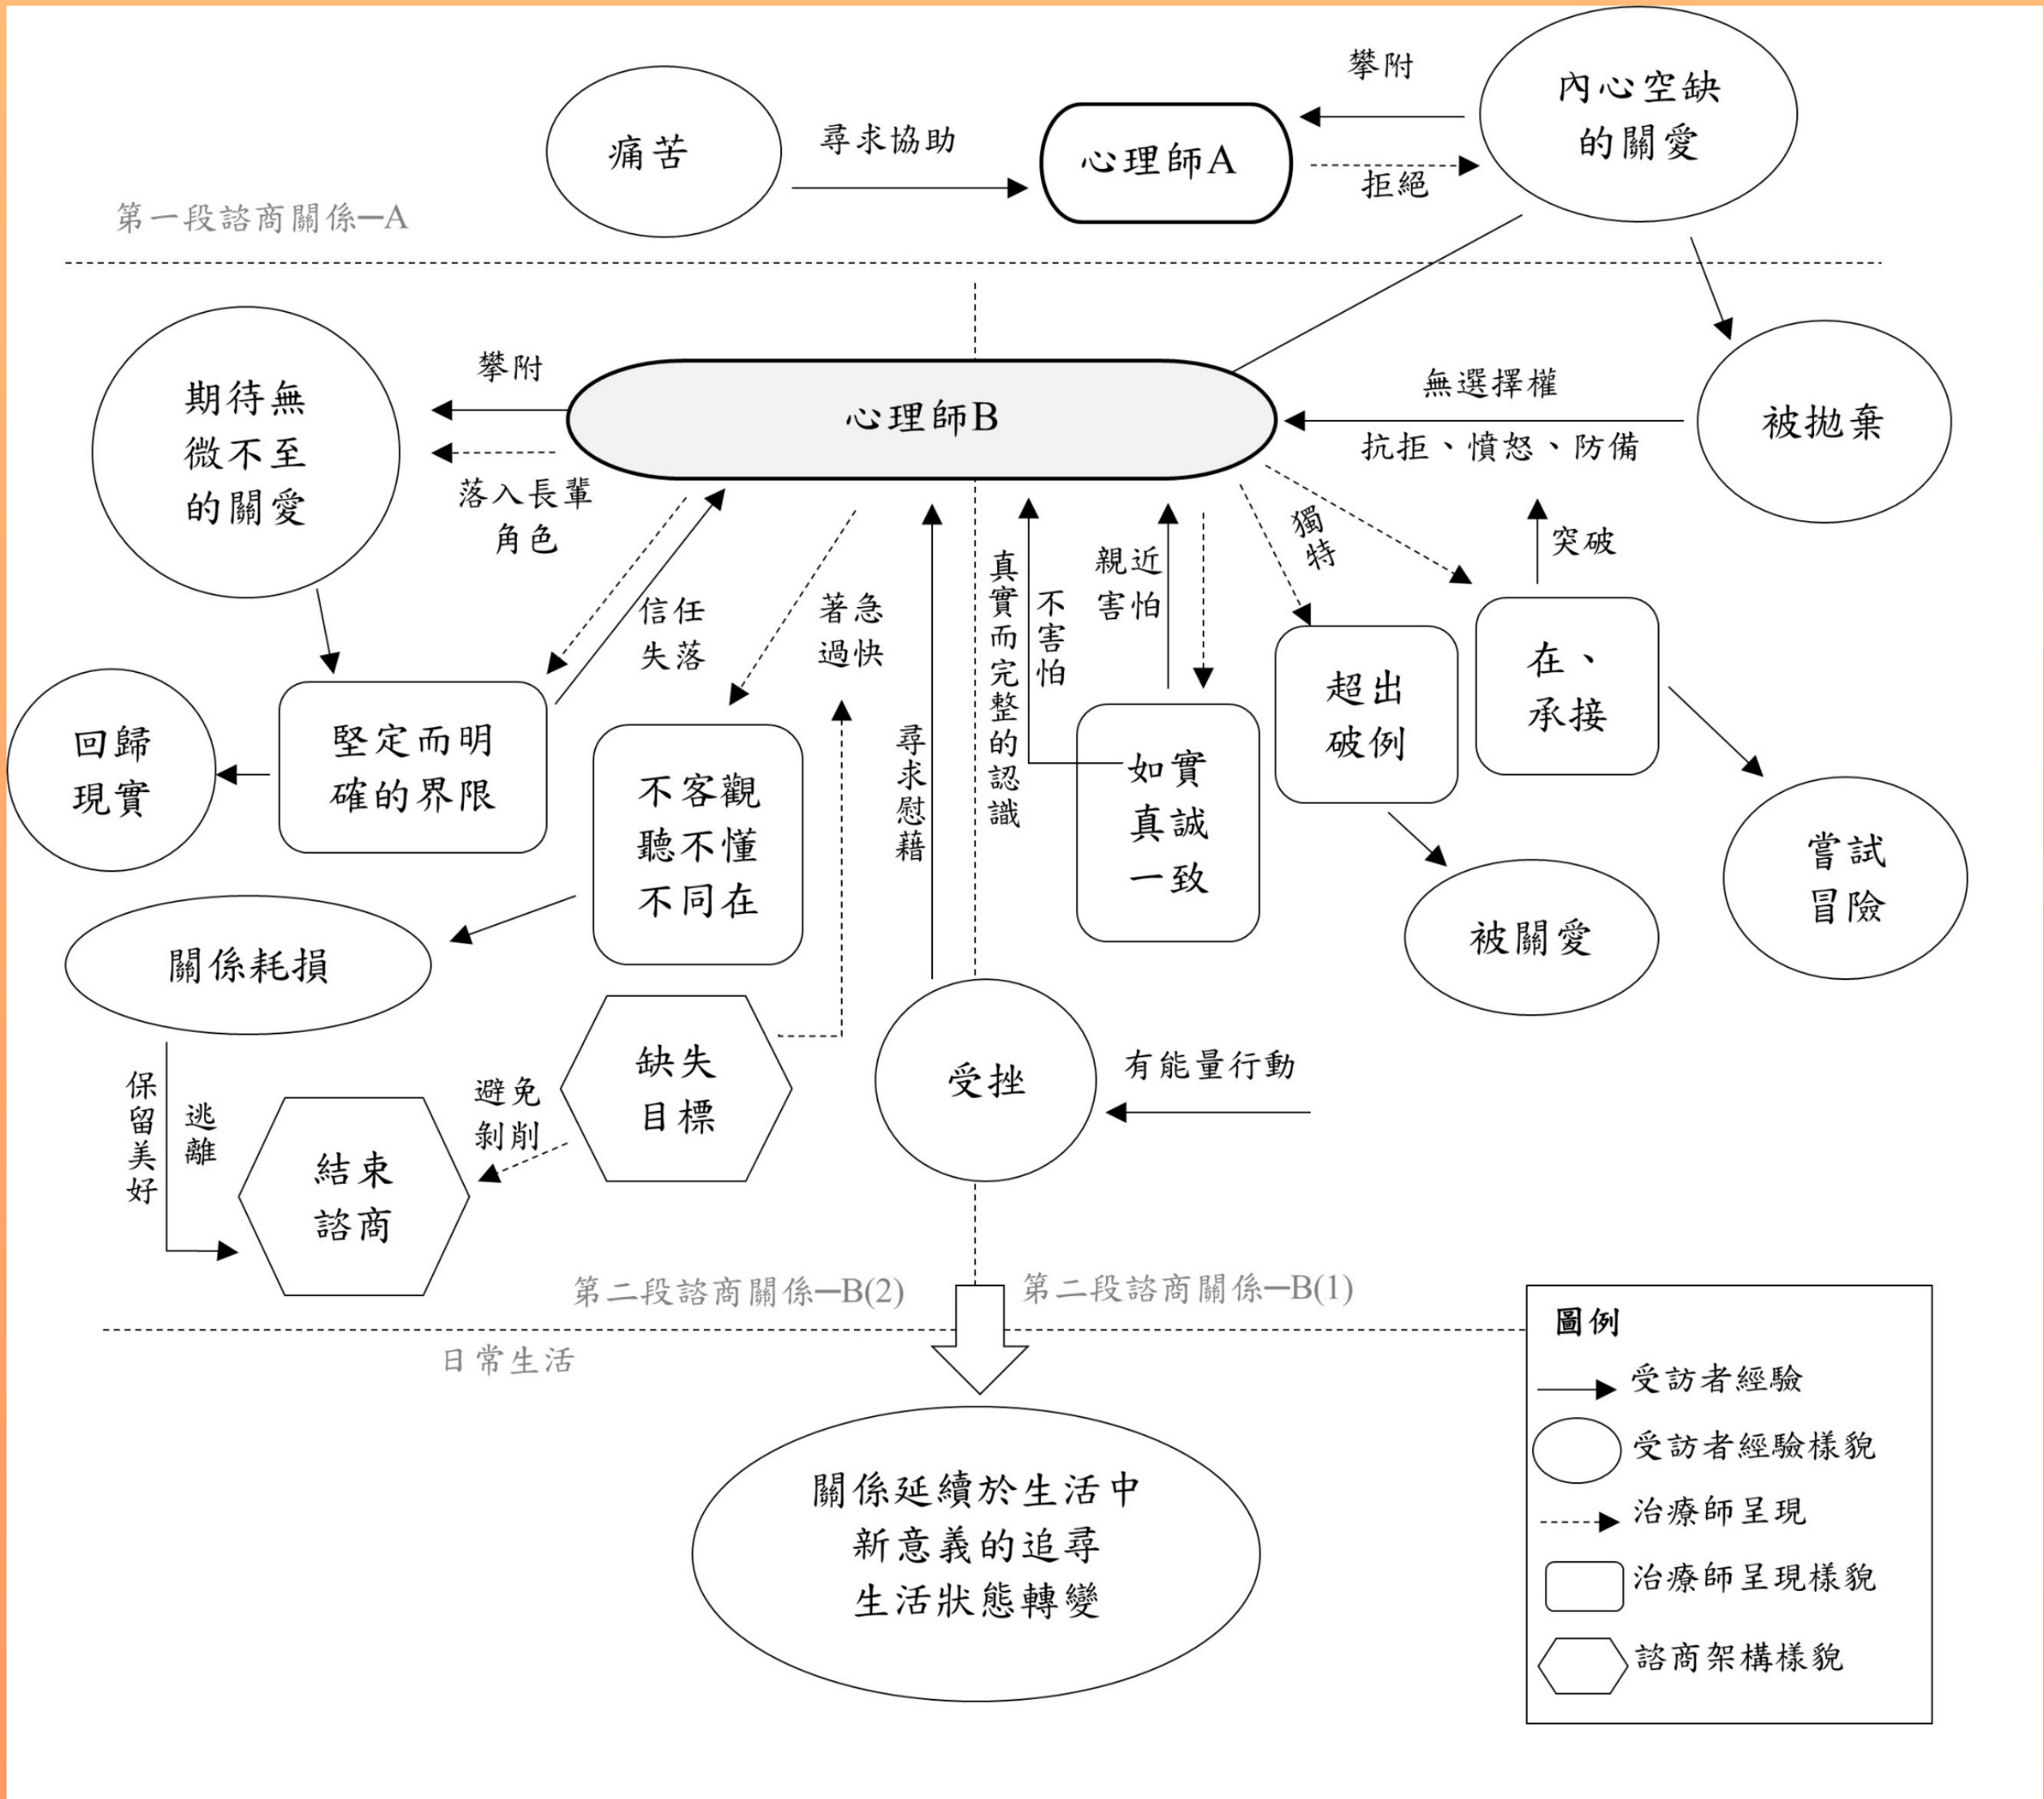 攀附
內心空缺
的關愛
痛苦
尋求協助
心理師A
拒絕
第一段諮商關係─A
期待無
微不至
的關愛
攀附
落入長輩
角色
心理師B
無選擇權
抗拒、憤怒、防備
被拋棄
突破
獨特
信任
失落
著急
過快
尋求慰藉
真實而完整的認識
不害怕
親近
害怕
回歸
現實
堅定而明
確的界限
不客觀
聽不懂
不同在
如實
真誠
一致
超出
破例
在、
承接
嘗試
冒險
被關愛
關係耗損
保留美好
逃離
避免
剝削
缺失
目標
結束
諮商
受挫
有能量行動
第二段諮商關係─B(2)
第二段諮商關係─B(1)
日常生活
關係延續於生活中
新意義的追尋
生活狀態轉變
圖例
受訪者經驗
受訪者經驗樣貌
治療師呈現
治療師呈現樣貌
諮商架構樣貌